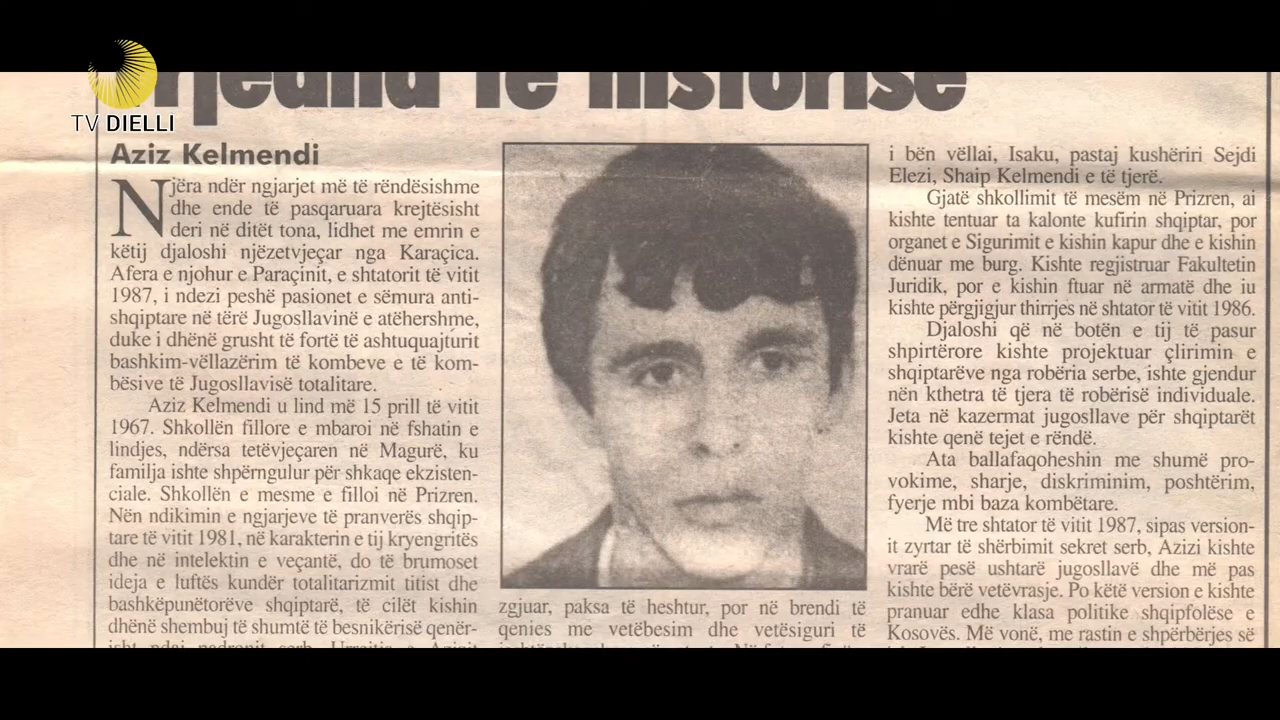 TV DIELLI
të historisë
Aziz Kelmendi
Njëra ndër ngjarjet më të rëndësishme
dhe ende të pasqaruara krejtësisht
deri në ditët tona, lidhet me emrin e
këtij djaloshi njëzetvjeçar nga Karaçica.
Afera e njohur e Paraçinit, e shtatorit të vitit
1987, i ndezi peshë pasionet e sëmura anti-
shqiptare në tërë Jugosllavinë e atëhershme,
duke i dhënë grusht të fortë të ashtuquajturit
bashkim-vëllazërim të kombeve e të kom-
bësive të Jugosllavisë totalitare.
Aziz Kelmendi u lind më 15 prill të vitit
1967. Shkollën fillore e mbaroi në fshatin e
lindjes, ndërsa tetëvjeçaren në Magurë, ku
familja ishte shpërngulur për shkaqe ekzisten-
ciale. Shkollën e mesme e filloi në Prizren.
Nën ndikimin e ngjarjeve të pranverës shqip-
tare të vitit 1981, në karakterin e tij kryengritës
dhe në intelektin e veçantë, do të brumoset
ideja e luftës kundër totalitarizmit titist dhe
bashkëpunëtorëve shqiptarë, të cilët kishin
dhënë shembuj të shumtë të besnikërisë qenër-
isht ndaj padronit serb. Urrejtja e Azizit
zgjuar, paksa të heshtur, por në brendi të
qenies me vetëbesim dhe vetësiguri të
i bën vëllai, Isaku, pastaj kushëriri Sejdi
Elezi, Shaip Kelmendi e të tjerë.
Gjatë shkollimit të mesëm në Prizren, ai
kishte tentuar ta kalonte kufirin shqiptar, por
organet e Sigurimit e kishin kapur dhe e kishin
dënuar me burg. Kishte regjistruar Fakultetin
Juridik, por e kishin ftuar në armatë dhe iu
kishte përgjigjur thirrjes në shtator të vitit 1986.
Djaloshi që në botën e tij të pasur
shpirtërore kishte projektuar çlirimin e
shqiptarëve nga robëria serbe, ishte gjendur
nën kthetra të tjera të robërisë individuale.
Jeta në kazermat jugosllave për shqiptarët
kishte qenë tejet e rëndë.
Ata ballafaqoheshin me shumë pro-
vokime, sharje, diskriminim, poshtërim,
fyerje mbi baza kombëtare.
Më tre shtator të vitit 1987, sipas version-
it zyrtar të shërbimit sekret serb, Azizi kishte
vrarë pesë ushtarë jugosllavë dhe më pas
kishte bërë vetëvrasje. Po këtë version e kishte
pranuar edhe klasa politike shqipfolëse e
Kosovës. Më vonë, me rastin e shpërbërjes së